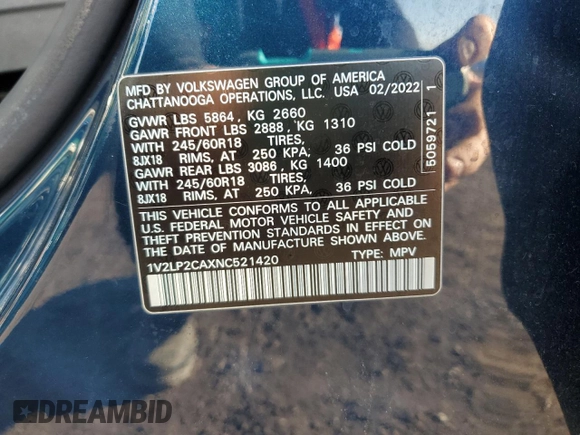 MFD. BY VOLKSWAGEN GROUP OF AMERICA
CHATTANOOGA OPERATIONS, LLC. USA 02/2022
GVWR LBS 5864, KG 2660
GAWR FRONT LBS 2888, KG 1310
WITH 245/60R18 TIRES,
8JX18 RIMS, AT 250 KPA, 36 PSI COLD
GAWR REAR LBS 3086, KG 1400
WITH 245/60R18 TIRES,
8JX18 RIMS, AT 250 KPA, 36 PSI COLD
THIS VEHICLE CONFORMS TO ALL APPLICABLE
U.S. FEDERAL MOTOR VEHICLE SAFETY AND
THEFT PREVENTION STANDARDS IN EFFECT ON
THE DATE OF MANUFACTURE SHOWN ABOVE.
1V2LP2CAXNC521420 TYPE: MPV
5059721 1
DREAMBID